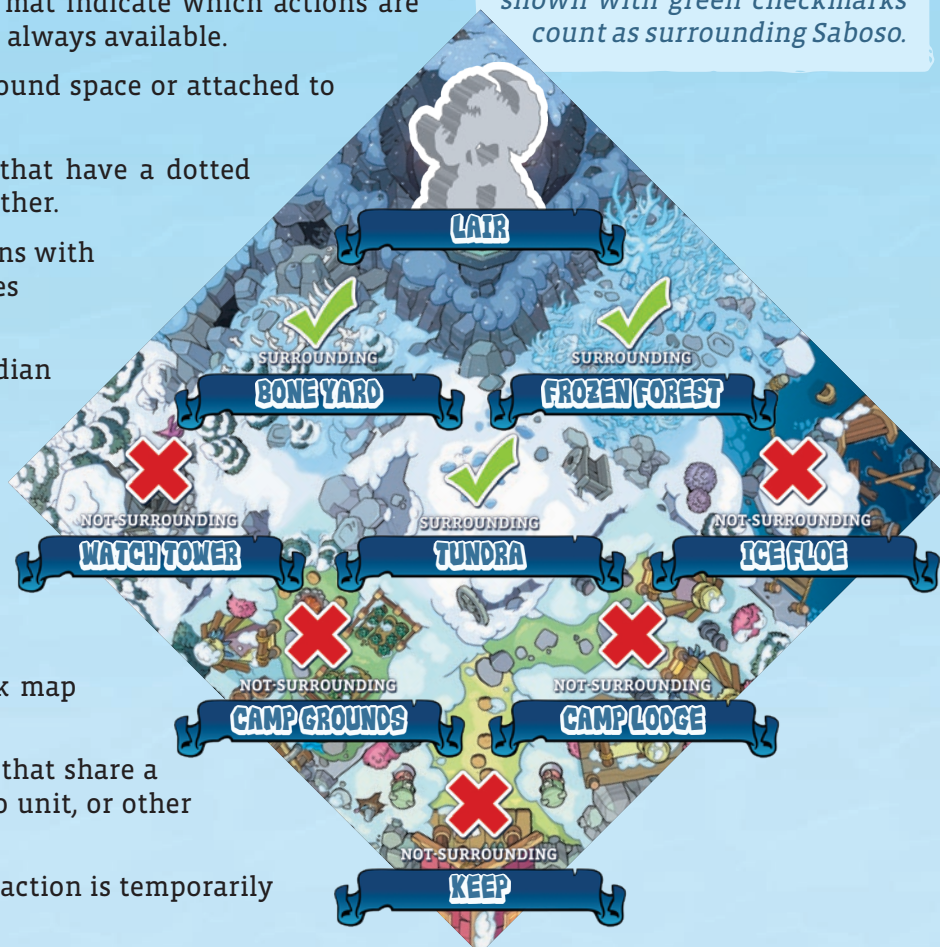 mat indicate which actions are
always available.
shown with green checkmarks
count as surrounding Saboso.
ound space or attached to
that have a dotted
ther.
ns with
es
dian
k map
that share a
o unit, or other
action is temporarily
LAIR
SURROUNDING
BONE YARD
SURROUNDING
FROZEN FOREST
NOT SURROUNDING
WATCH TOWER
SURROUNDING
TUNDRA
NOT SURROUNDING
ICE FLOE
NOT SURROUNDING
CAMP GROUNDS
NOT SURROUNDING
CAMP LODGE
NOT SURROUNDING
KEEP